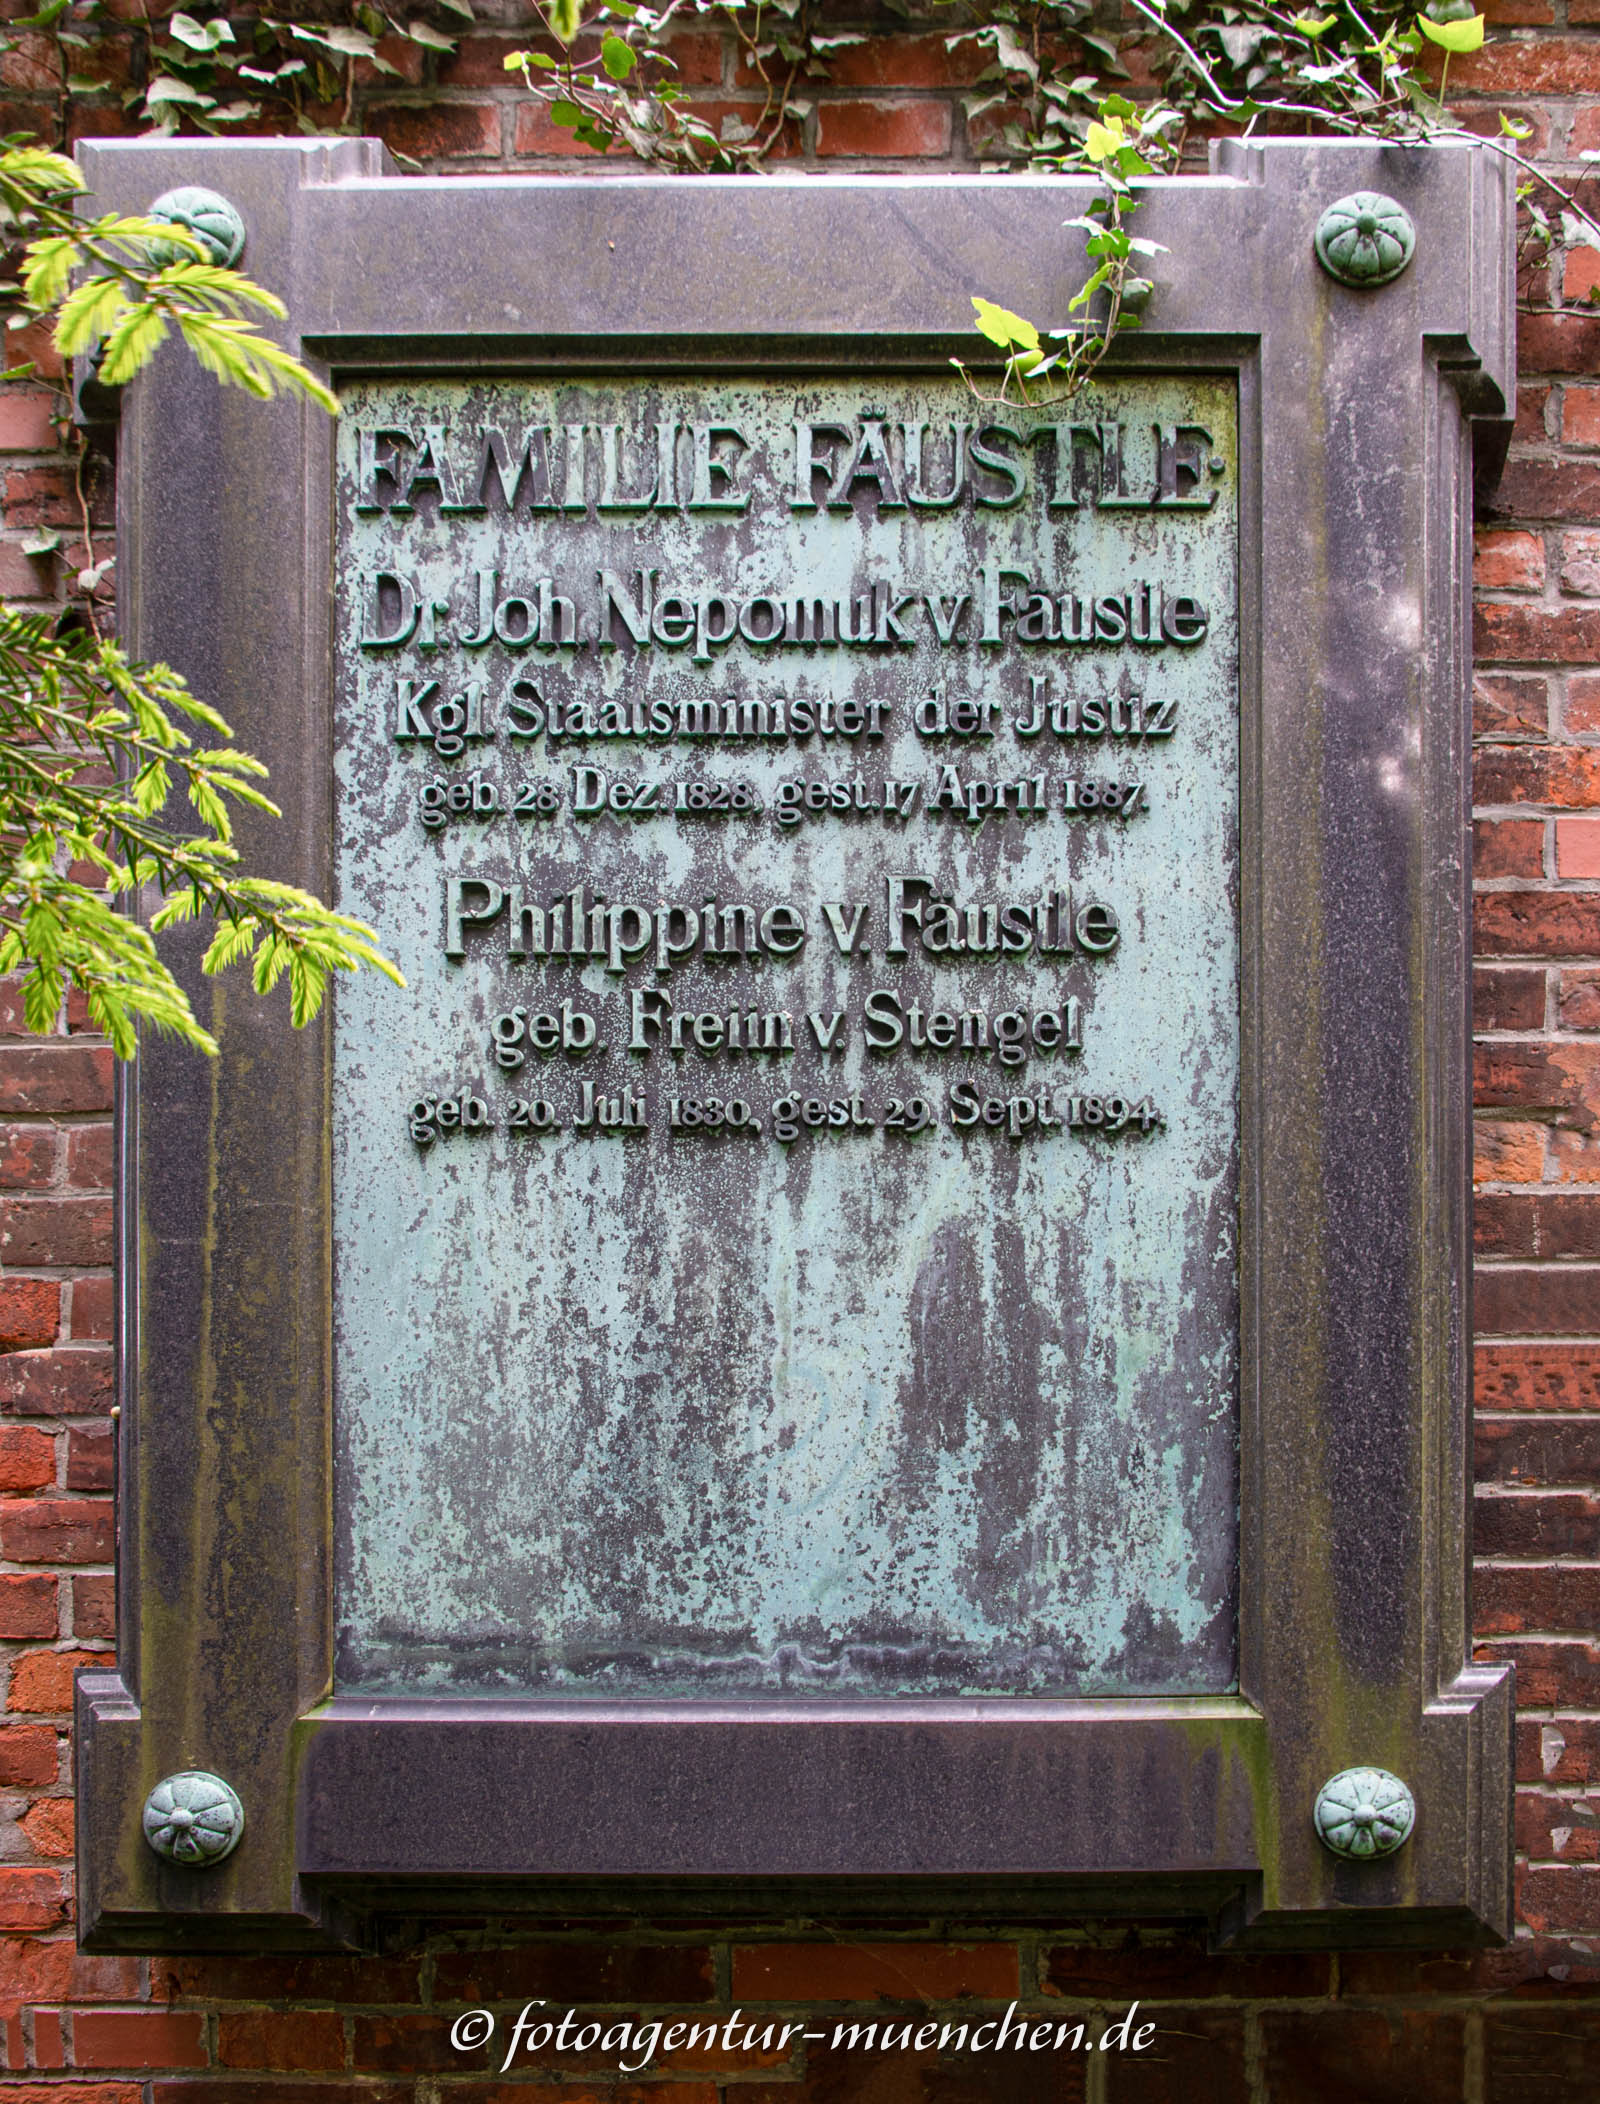 FAMILIE FÄUSTLE.
Dr. Joh. Nepomuk v. Fäustle
Kgl. Staatsminister der Justiz
geb. 28 Dez. 1828, gest. 17 April 1887.
Philippine v. Fäustle
geb. Freiin v. Stengel
geb. 20. Juli 1830, gest. 29. Sept. 1894.
© fotoagentur-muenchen.de